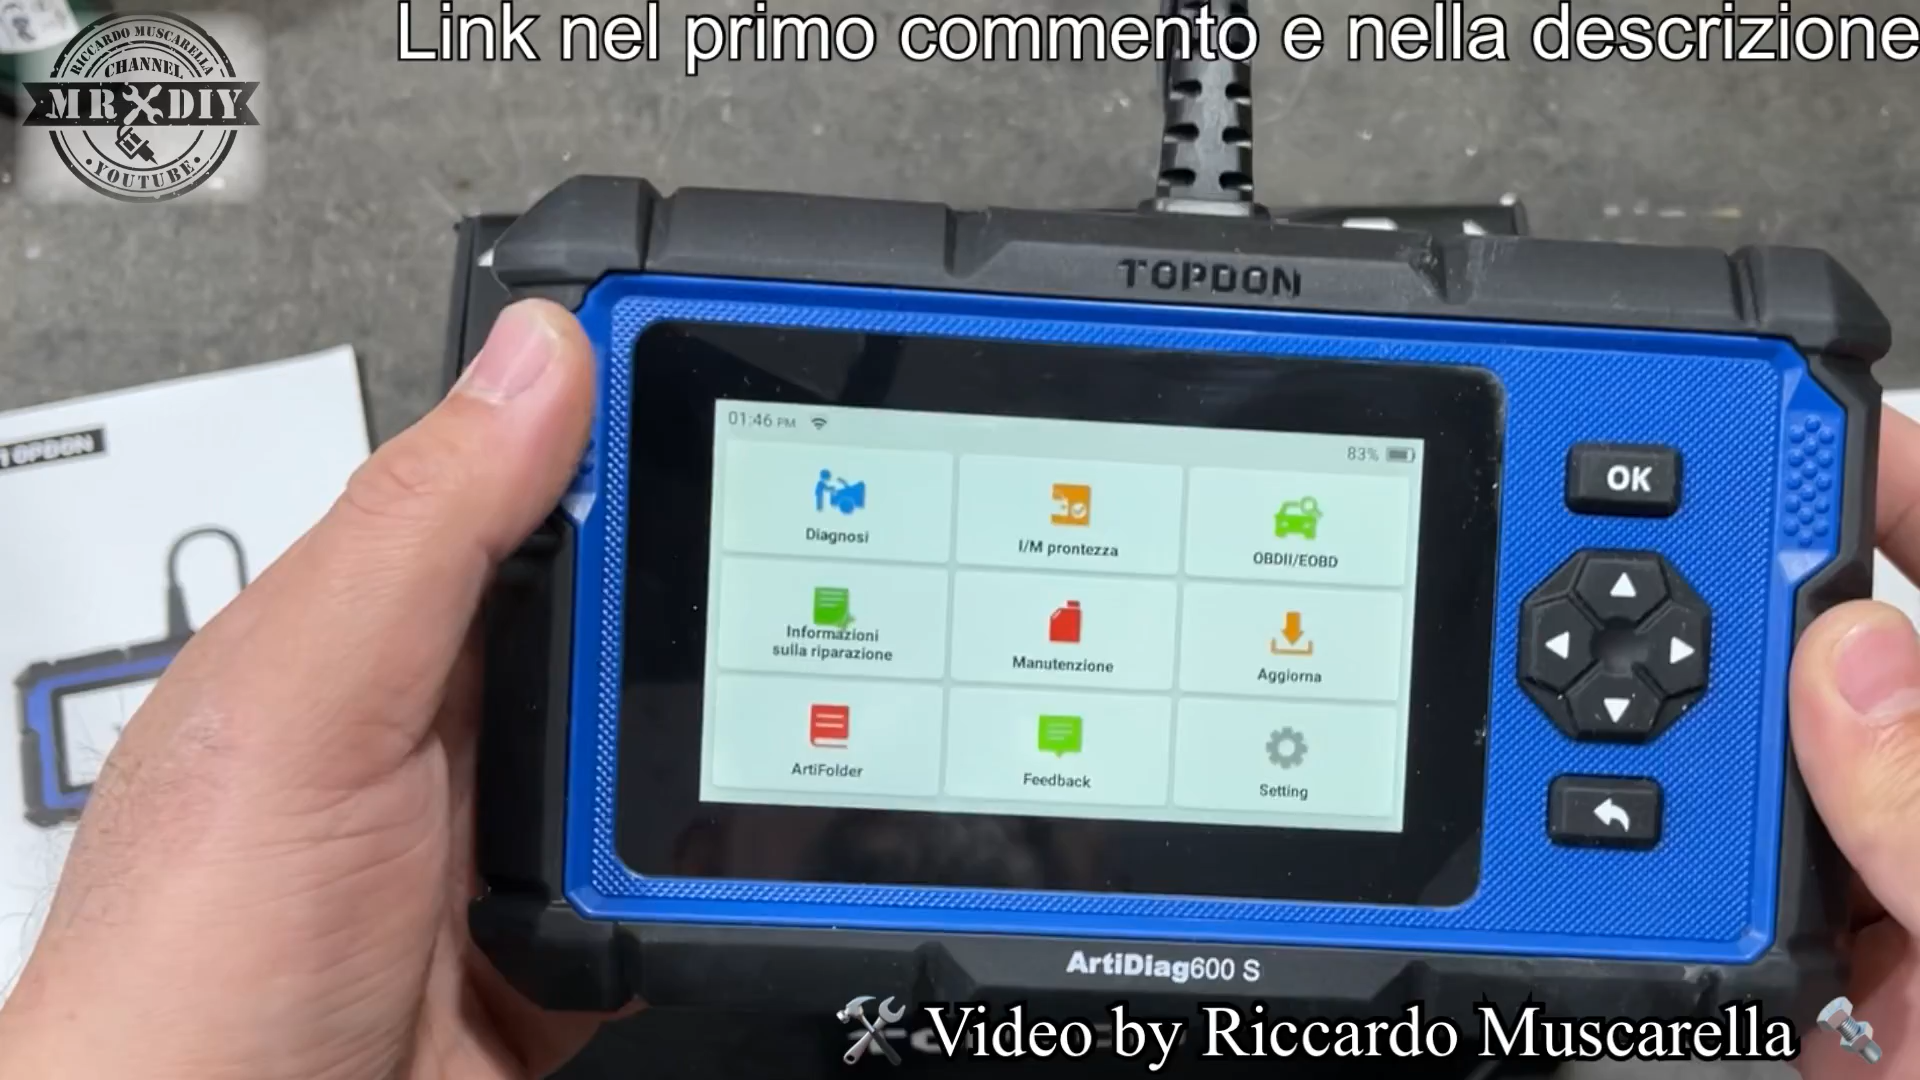 Link nel primo commento e nella descrizione
RICCARDO MUSCARELLA
CHANNEL
MR DIY
YOUTUBE
TOPDON
TOPDON
01:46 PM
83%
Diagnosi
I/M prontezza
OBDII/EOBD
Informazioni
sulla riparazione
Manutenzione
Aggiorna
ArtiFolder
Feedback
Setting
OK
ArtiDiag600 S
Video by Riccardo Muscarella